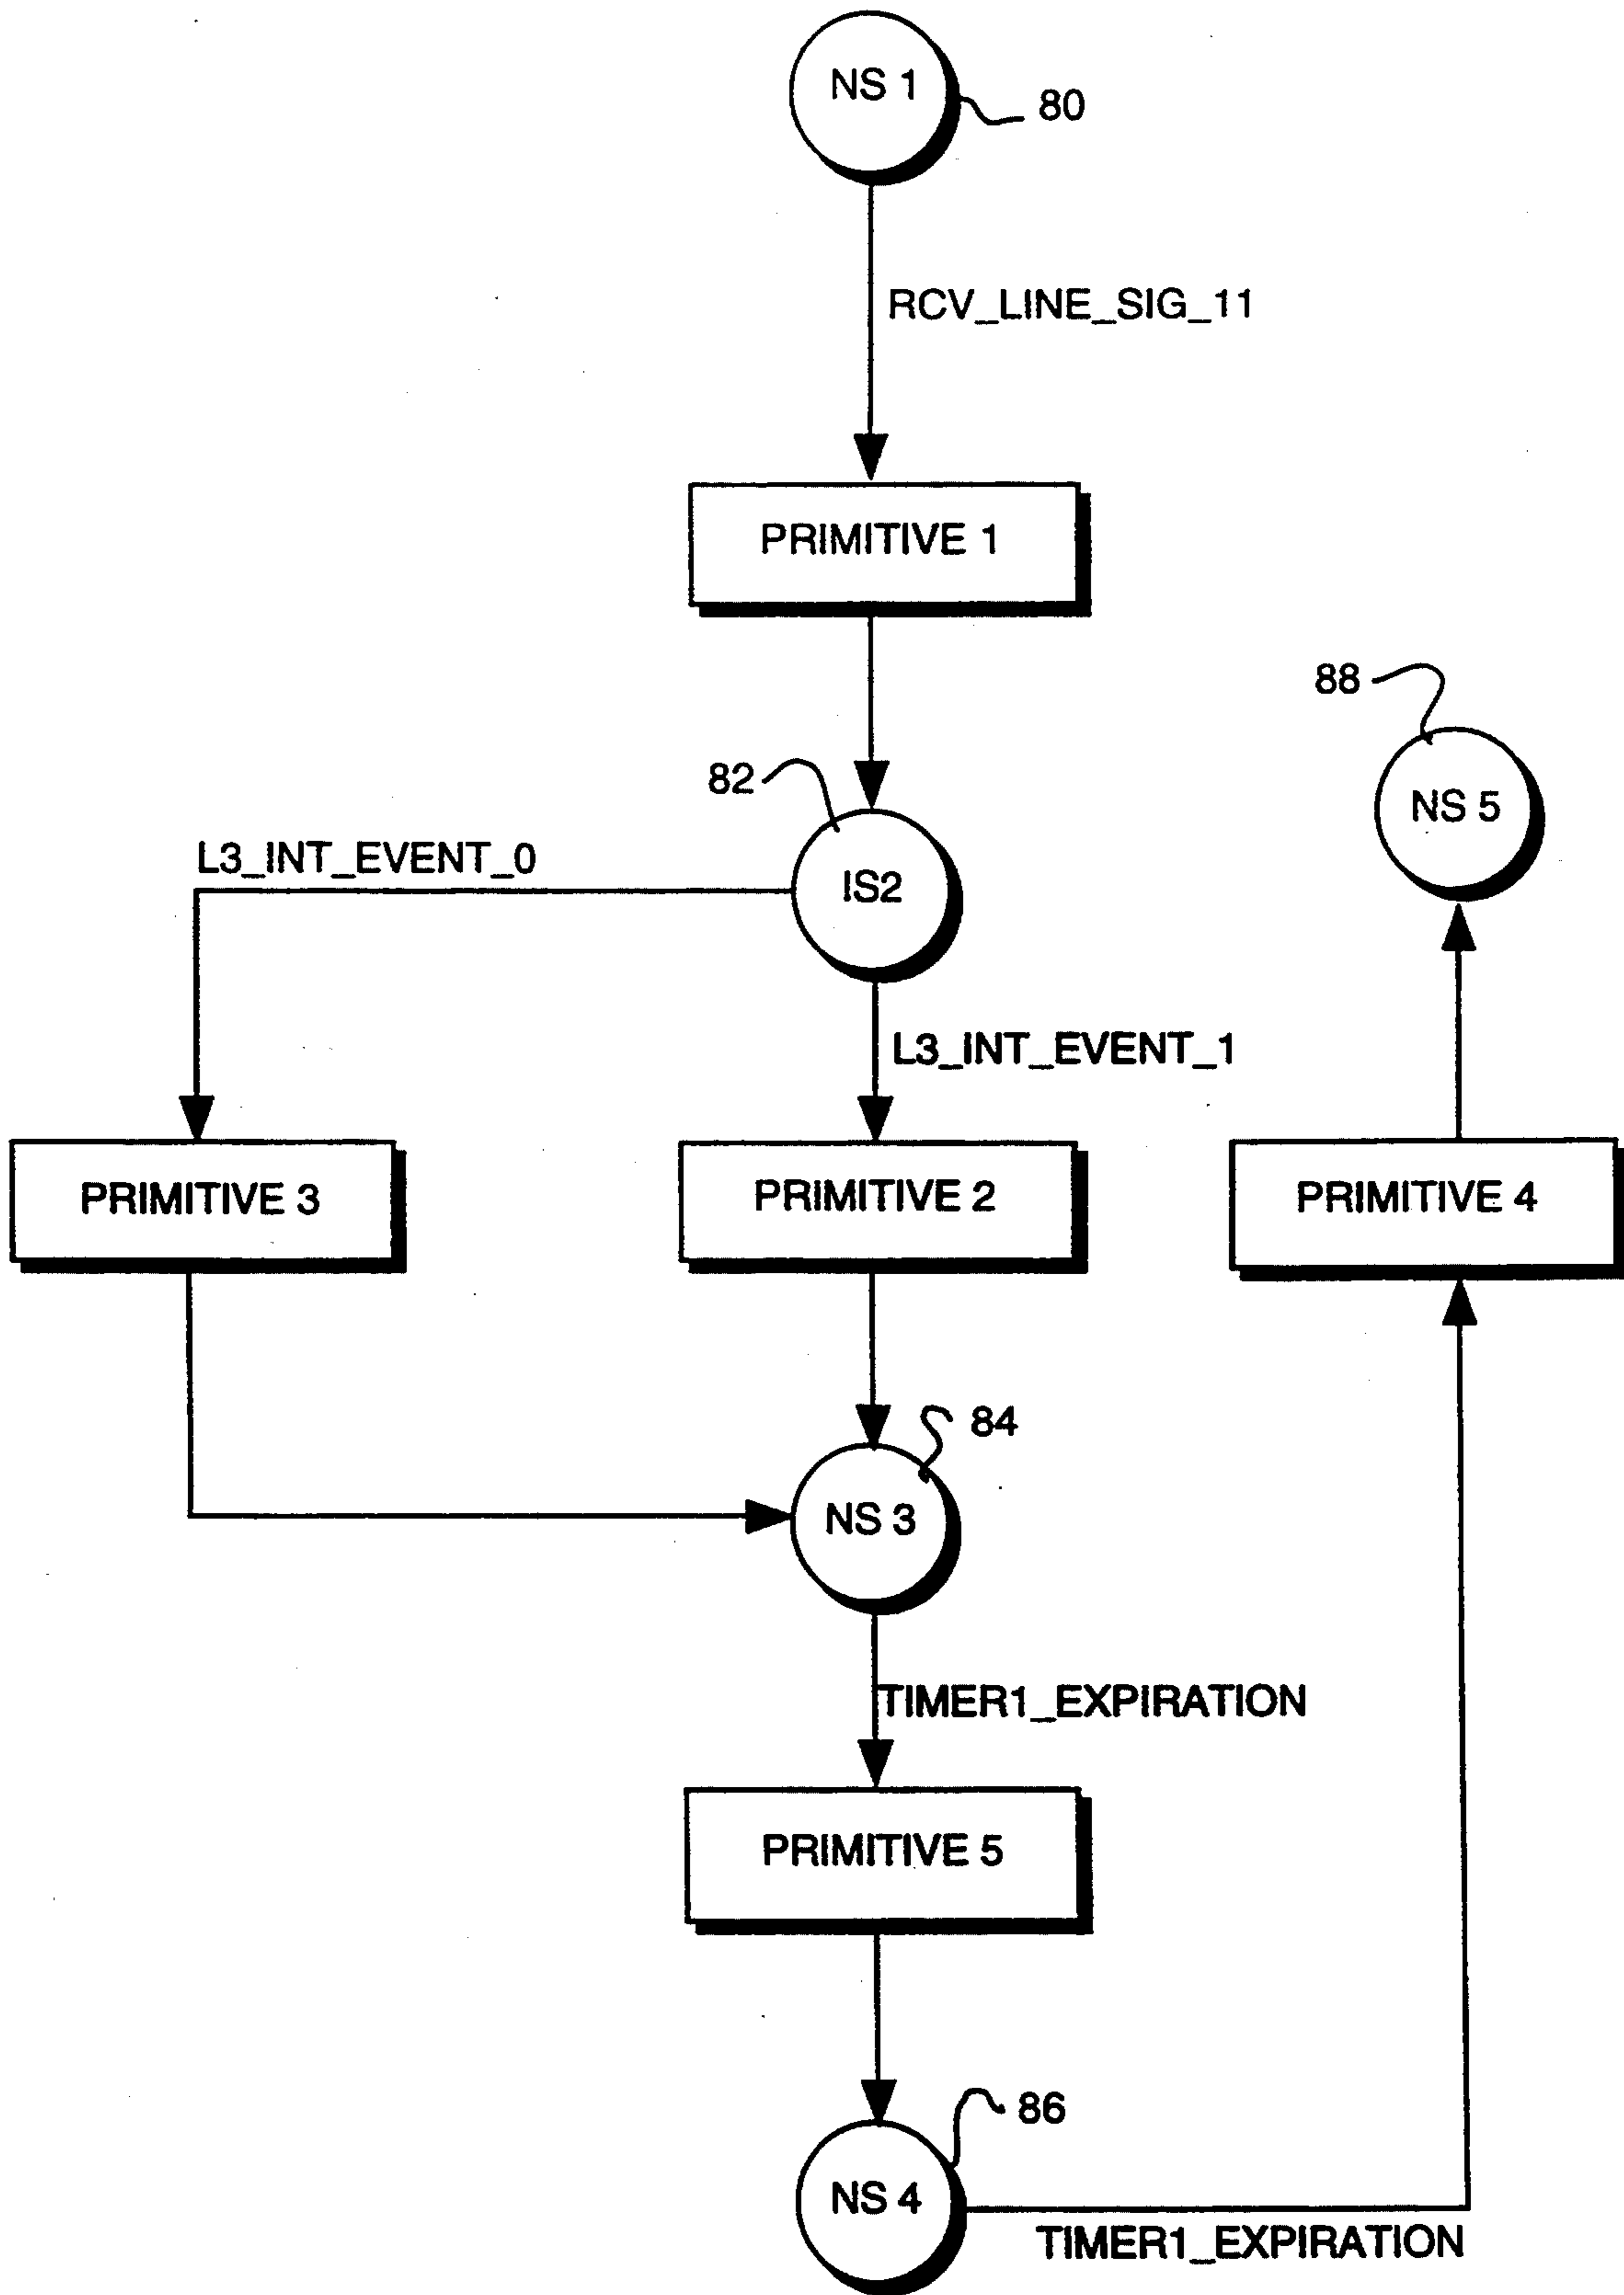 NS 1
80
RCV_LINE_SIG_11
PRIMITIVE 1
88
82
NS 5
L3_INT_EVENT_0
IS2
L3_INT_EVENT_1
PRIMITIVE 3
PRIMITIVE 2
PRIMITIVE 4
84
NS 3
TIMER1_EXPIRATION
PRIMITIVE 5
86
NS 4
TIMER1_EXPIRATION